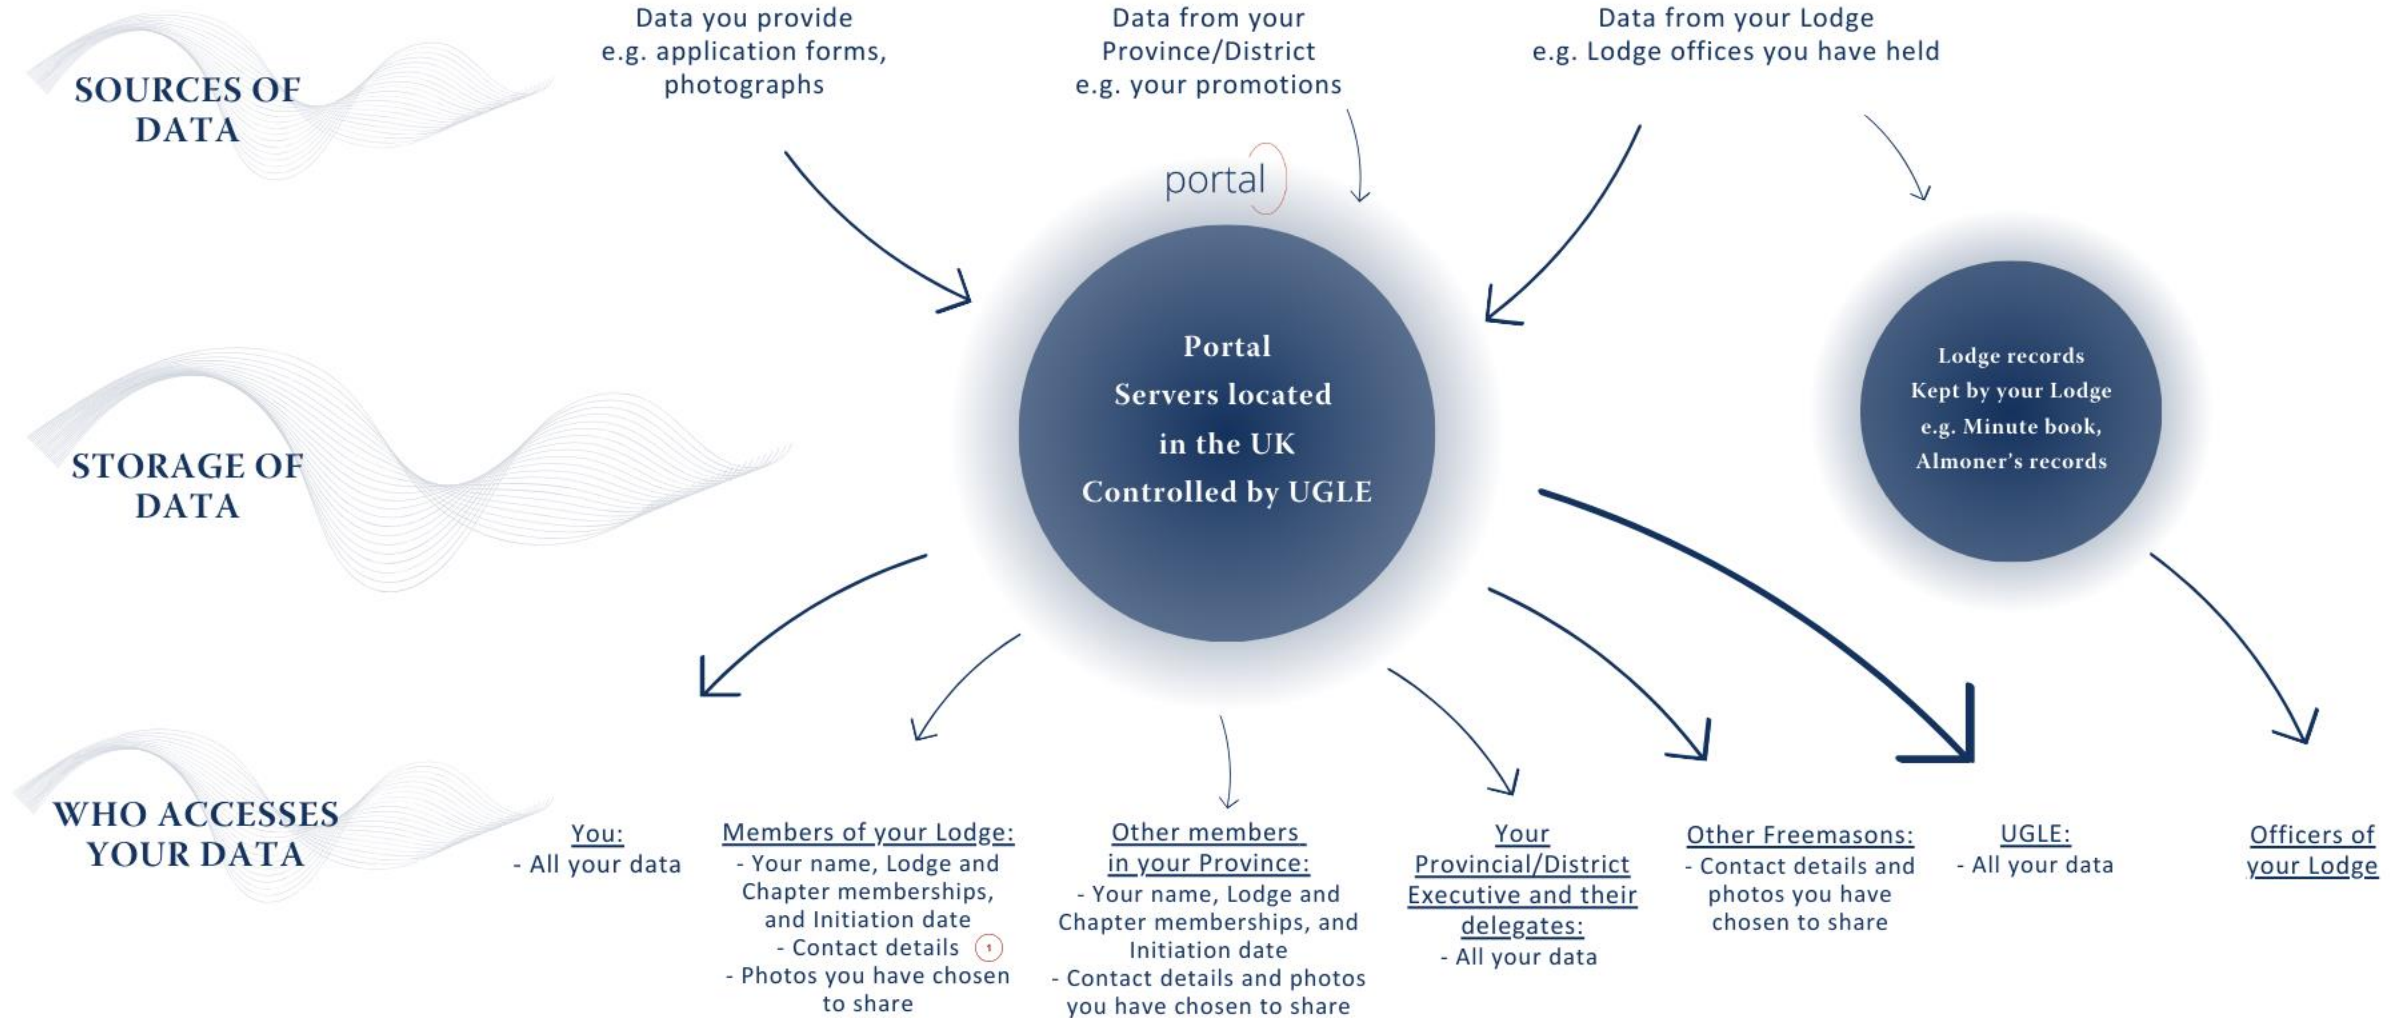 SOURCES OF
DATA
Data you provide
e.g. application forms,
photographs
Data from your
Province/District
e.g. your promotions
Data from your Lodge
e.g. Lodge offices you have held
portal
STORAGE OF
DATA
Portal
Servers located
in the UK
Controlled by UGLE
Lodge records
Kept by your Lodge
e.g. Minute book,
Almoner's records
WHO ACCESSES
YOUR DATA
You:
- All your data
Members of your Lodge:
- Your name, Lodge and
Chapter memberships,
and Initiation date
- Contact details 1
- Photos you have chosen
to share
Other members
in your Province:
- Your name, Lodge and
Chapter memberships, and
Initiation date
- Contact details and photos
you have chosen to share
Your
Provincial/District
Executive and their
delegates:
- All your data
Other Freemasons:
- Contact details and
photos you have
chosen to share
UGLE:
- All your data
Officers of
your Lodge